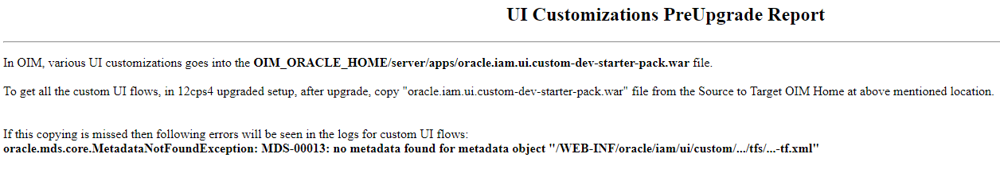 UI Customizations PreUpgrade Report
In OIM, various UI customizations goes into the OIM_ORACLE_HOME/server/apps/oracle.iam.ui.custom-dev-starter-pack.war file.
To get all the custom UI flows, in 12cps4 upgraded setup, after upgrade, copy "oracle.iam.ui.custom-dev-starter-pack.war" file from the Source to Target OIM Home at above mentioned location.
If this copying is missed then following errors will be seen in the logs for custom UI flows:
oracle.mds.core.MetadataNotFoundException: MDS-00013: no metadata found for metadata object "/WEB-INF/oracle/iam/ui/custom/.../tfs/...-tf.xml"